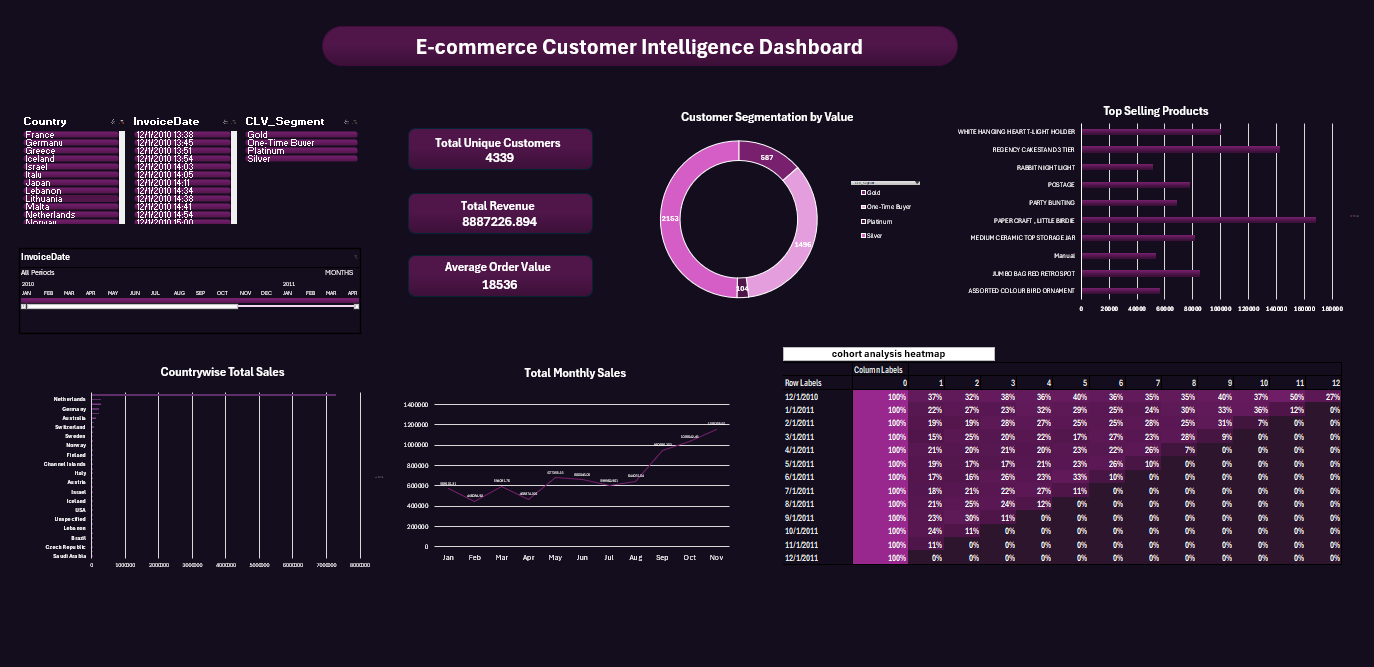 E-commerce Customer Intelligence Dashboard
Country
France
Germany
Greece
Iceland
Israel
Italy
Japan
Lebanon
Lithuania
Malta
Netherlands
Norway
InvoiceDate
12/1/2010 13:38
12/1/2010 13:45
12/1/2010 13:51
12/1/2010 13:54
12/1/2010 14:03
12/1/2010 14:05
12/1/2010 14:11
12/1/2010 14:34
12/1/2010 14:38
12/1/2010 14:41
12/1/2010 14:54
12/1/2010 15:00
CLV_Segment
Gold
One-Time Buyer
Platinum
Silver
InvoiceDate
All Periods MONTHS
2010 2011
JAN FEB MAR APR MAY JUN JUL AUG SEP OCT NOV DEC JAN FEB MAR APR
Total Unique Customers
4339
Total Revenue
8887226.894
Average Order Value
18536
Customer Segmentation by Value
587
2153
1496
104
Gold
One-Time Buyer
Platinum
Silver
Top Selling Products
WHITE HANGING HEART T-LIGHT HOLDER
REGENCY CAKESTAND 3 TIER
RABBIT NIGHT LIGHT
POSTAGE
PARTY BUNTING
PAPER CRAFT , LITTLE BIRDIE
MEDIUM CERAMIC TOP STORAGE JAR
Manual
JUMBO BAG RED RETROSPOT
ASSORTED COLOUR BIRD ORNAMENT
0 20000 40000 60000 80000 100000 120000 140000 160000 180000
Countrywise Total Sales
Netherlands
Germany
Australia
Switzerland
Sweden
Norway
Finland
Channel Islands
Italy
Austria
Israel
Iceland
USA
Unspecified
Lebanon
Brazil
Czech Republic
Saudi Arabia
0 1000000 2000000 3000000 4000000 5000000 6000000 7000000 8000000
Total Monthly Sales
1400000
1200000
1000000
800000
600000
400000
200000
0
Jan Feb Mar Apr May Jun Jul Aug Sep Oct Nov
cohort analysis heatmap
Column Labels
Row Labels 0 1 2 3 4 5 6 7 8 9 10 11 12
12/1/2010 100% 37% 32% 38% 36% 40% 36% 35% 35% 40% 37% 50% 27%
1/1/2011 100% 22% 27% 23% 32% 29% 25% 24% 30% 33% 36% 12% 0%
2/1/2011 100% 19% 19% 28% 27% 25% 25% 28% 25% 31% 7% 0% 0%
3/1/2011 100% 15% 25% 20% 22% 17% 27% 23% 28% 9% 0% 0% 0%
4/1/2011 100% 21% 20% 21% 20% 23% 22% 26% 7% 0% 0% 0% 0%
5/1/2011 100% 19% 17% 17% 21% 23% 26% 10% 0% 0% 0% 0% 0%
6/1/2011 100% 17% 16% 26% 23% 33% 10% 0% 0% 0% 0% 0% 0%
7/1/2011 100% 18% 21% 22% 27% 11% 0% 0% 0% 0% 0% 0% 0%
8/1/2011 100% 21% 25% 24% 12% 0% 0% 0% 0% 0% 0% 0% 0%
9/1/2011 100% 23% 30% 11% 0% 0% 0% 0% 0% 0% 0% 0% 0%
10/1/2011 100% 24% 11% 0% 0% 0% 0% 0% 0% 0% 0% 0% 0%
11/1/2011 100% 11% 0% 0% 0% 0% 0% 0% 0% 0% 0% 0% 0%
12/1/2011 100% 0% 0% 0% 0% 0% 0% 0% 0% 0% 0% 0% 0%